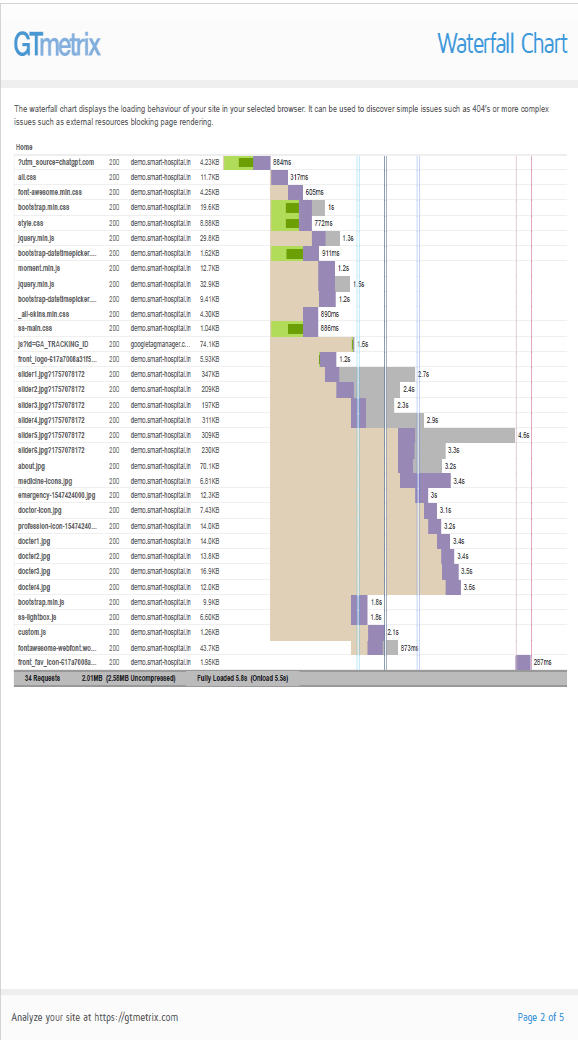 GTmetrix
Waterfall Chart
The waterfall chart displays the loading behaviour of your site in your selected browser. It can be used to discover simple issues such as 404's or more complex
issues such as external resources blocking page rendering.
Home
?utm_source=chatgpt.com 200 demo.smart-hospital.in 4.23KB 884ms
all.css 200 demo.smart-hospital.in 11.7KB 317ms
font-awesome.min.css 200 demo.smart-hospital.in 4.25KB 605ms
bootstrap.min.css 200 demo.smart-hospital.in 19.6KB 1s
style.css 200 demo.smart-hospital.in 8.88KB 772ms
jquery.min.js 200 demo.smart-hospital.in 29.8KB 1.3s
bootstrap-datetimepicker.... 200 demo.smart-hospital.in 1.62KB 911ms
moment.min.js 200 demo.smart-hospital.in 12.7KB 1.2s
jquery.min.js 200 demo.smart-hospital.in 32.9KB 1.5s
bootstrap-datetimepicker.... 200 demo.smart-hospital.in 9.41KB 1.2s
_all-skins.min.css 200 demo.smart-hospital.in 4.30KB 890ms
ss-main.css 200 demo.smart-hospital.in 1.04KB 886ms
js?id=GA_TRACKING_ID 200 googletagmanager.c... 74.1KB 1.6s
front_logo-617a7008a31f5... 200 demo.smart-hospital.in 5.93KB 1.2s
slider1.jpg?1757078172 200 demo.smart-hospital.in 347KB 2.7s
slider2.jpg?1757078172 200 demo.smart-hospital.in 209KB 2.4s
slider3.jpg?1757078172 200 demo.smart-hospital.in 197KB 2.3s
slider4.jpg?1757078172 200 demo.smart-hospital.in 311KB 2.9s
slider5.jpg?1757078172 200 demo.smart-hospital.in 309KB 4.6s
slider6.jpg?1757078172 200 demo.smart-hospital.in 230KB 3.3s
about.jpg 200 demo.smart-hospital.in 70.1KB 3.2s
medicine-icons.jpg 200 demo.smart-hospital.in 6.81KB 3.4s
emergency-1547424000.jpg 200 demo.smart-hospital.in 12.3KB 3s
doctor-icon.jpg 200 demo.smart-hospital.in 7.43KB 3.1s
profession-icon-15474240... 200 demo.smart-hospital.in 14.0KB 3.2s
docter1.jpg 200 demo.smart-hospital.in 14.0KB 3.4s
docter2.jpg 200 demo.smart-hospital.in 13.8KB 3.4s
docter3.jpg 200 demo.smart-hospital.in 16.9KB 3.5s
docter4.jpg 200 demo.smart-hospital.in 12.0KB 3.6s
bootstrap.min.js 200 demo.smart-hospital.in 9.9KB 1.8s
ss-lightbox.js 200 demo.smart-hospital.in 6.60KB 1.8s
custom.js 200 demo.smart-hospital.in 1.26KB 2.1s
fontawesome-webfont.wo... 200 demo.smart-hospital.in 43.7KB 873ms
front_fav_icon-617a7008a... 200 demo.smart-hospital.in 1.95KB 287ms
34 Requests 2.01MB (2.58MB Uncompressed) Fully Loaded 5.8s (Onload 5.5s)
Analyze your site at https://gtmetrix.com
Page 2 of 5